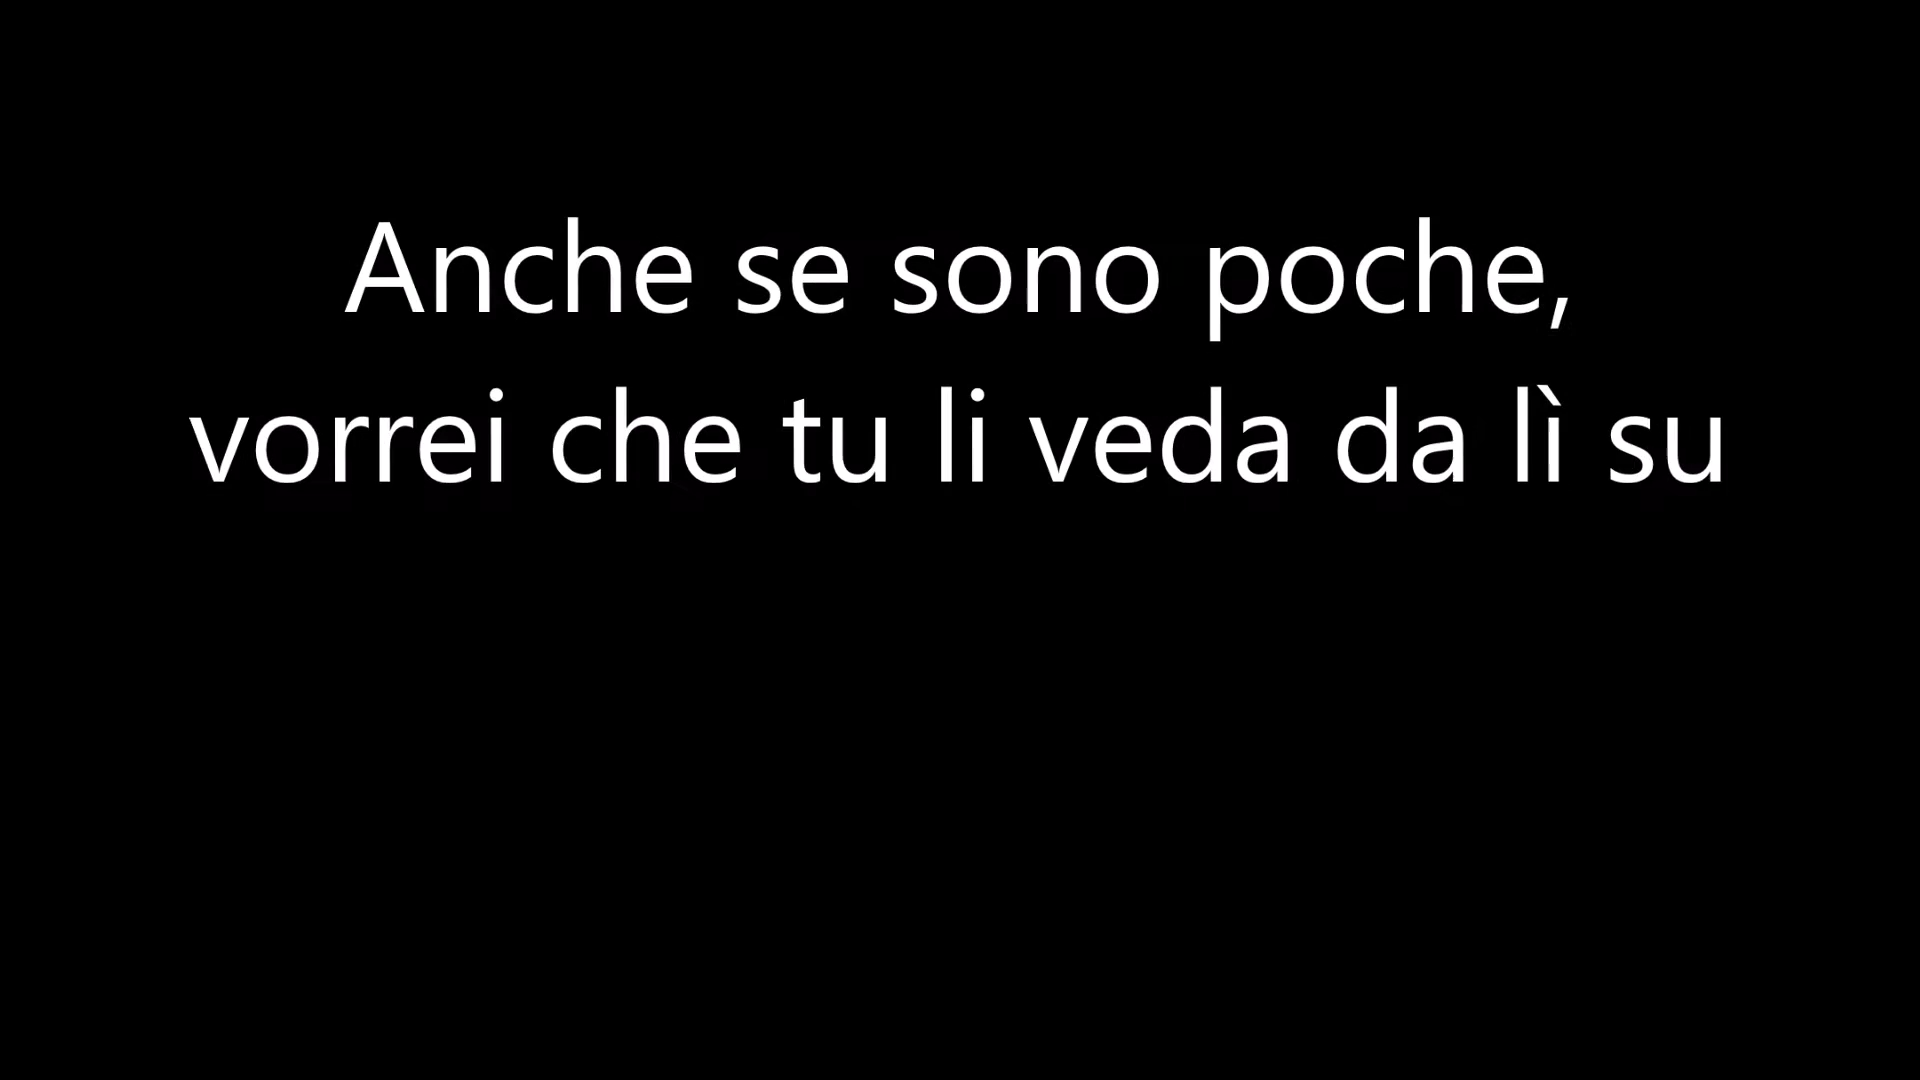 Anche se sono poche,
vorrei che tu li veda da lì su